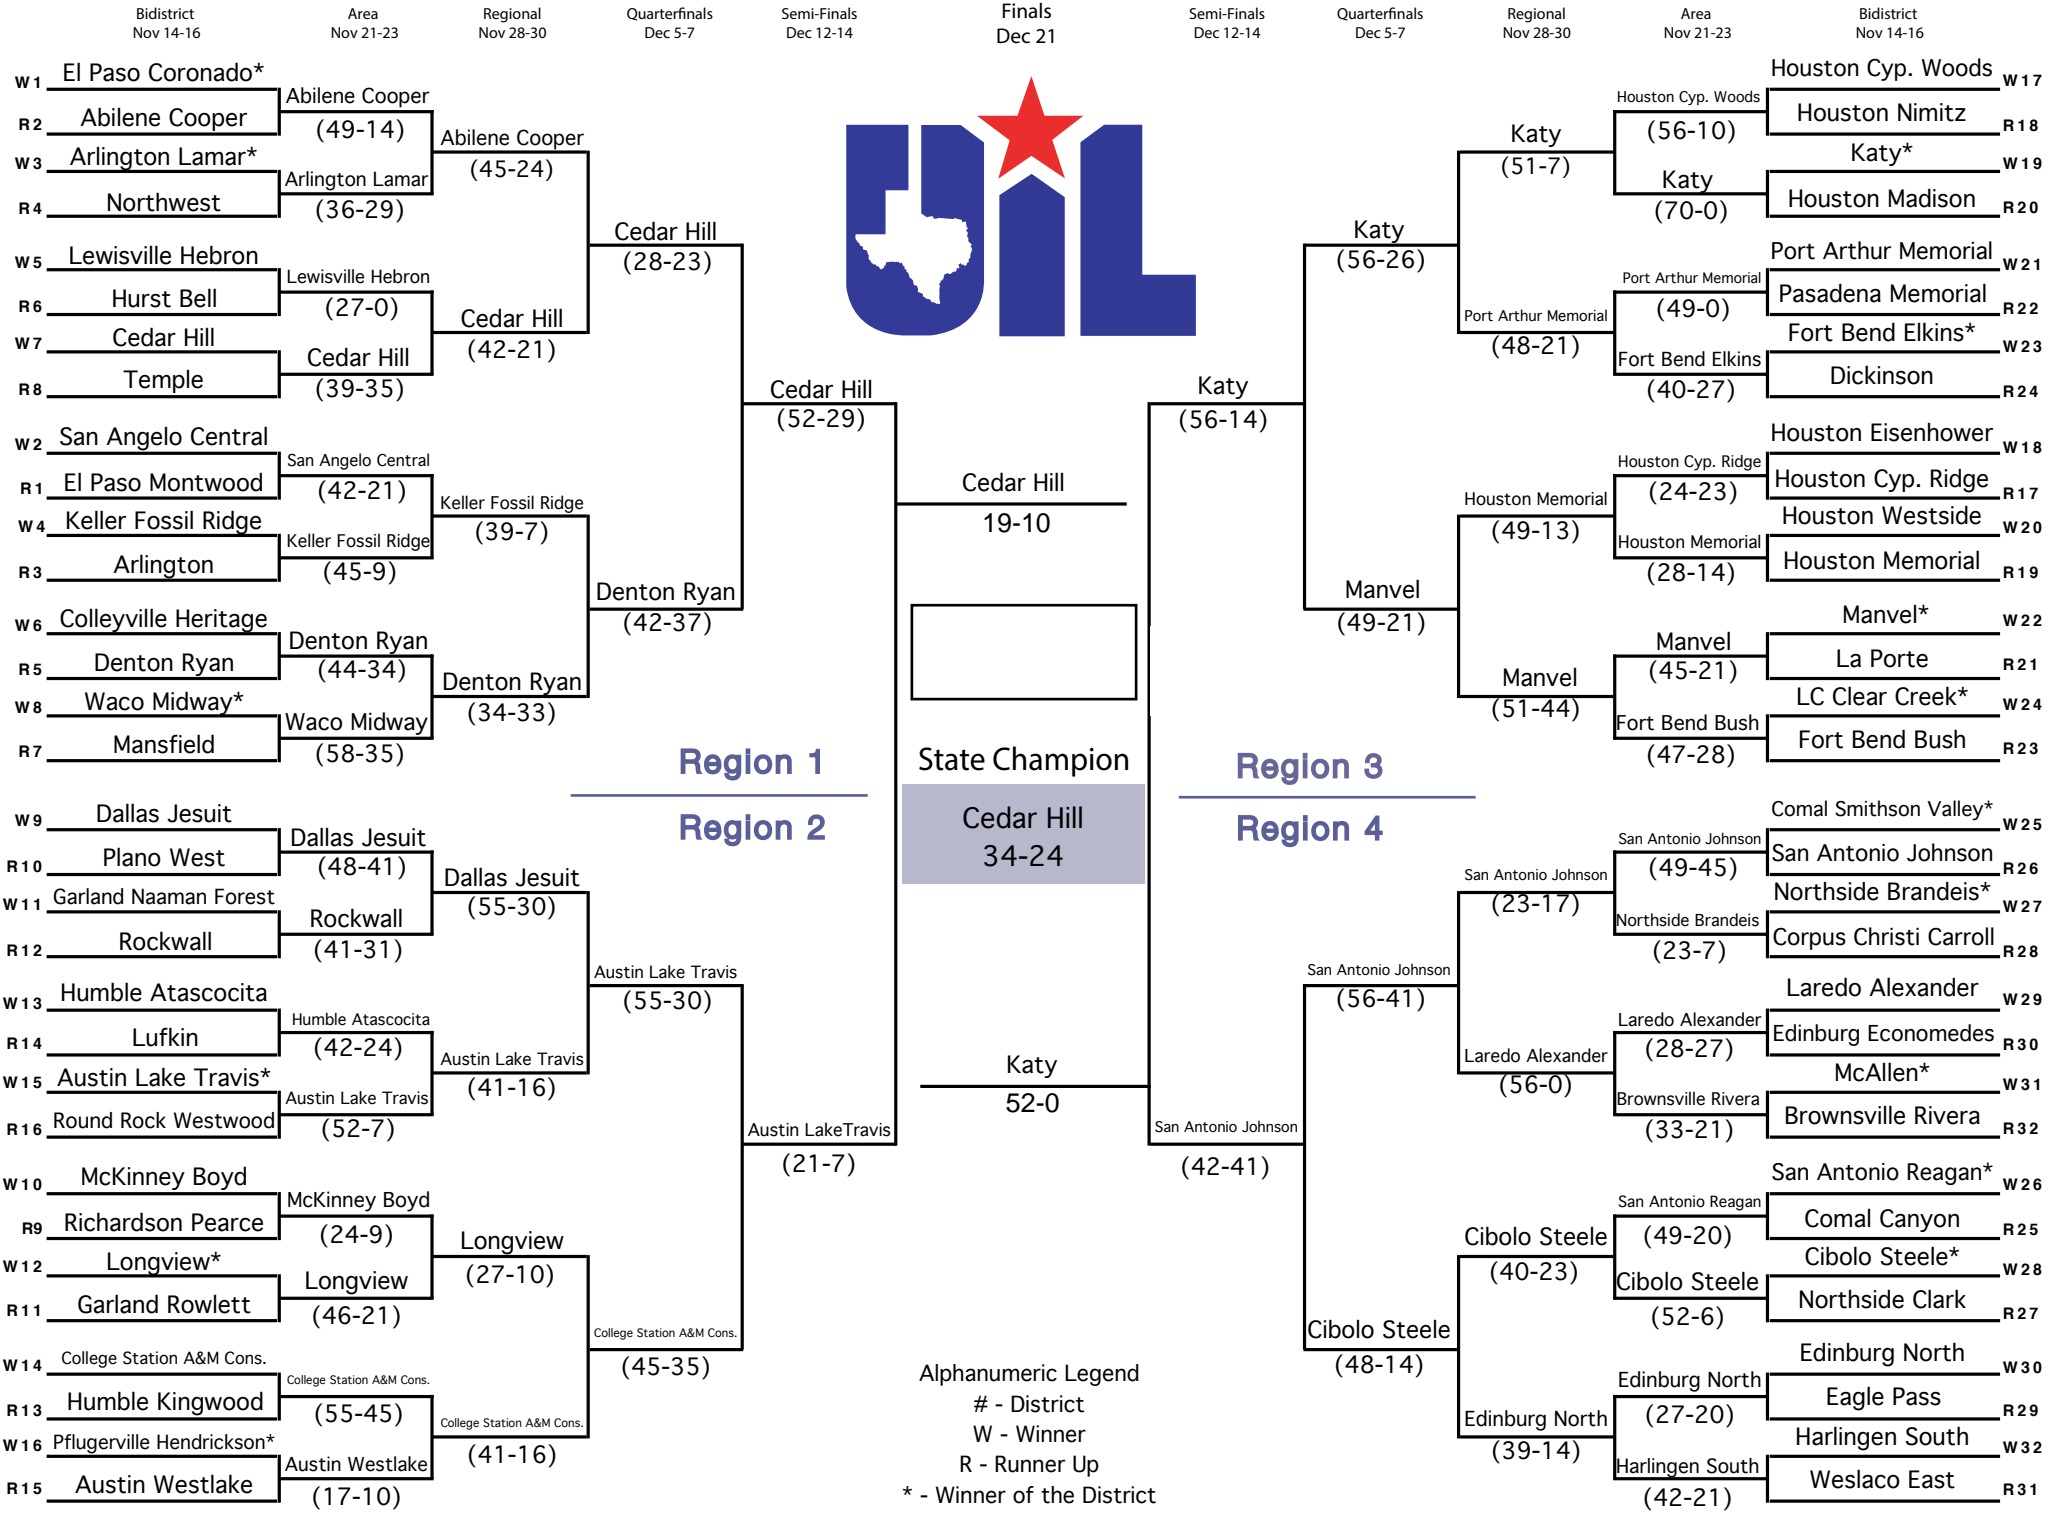 Bidistrict
Nov 14-16
Area
Nov 21-23
Regional
Nov 28-30
Quarterfinals
Dec 5-7
Semi-Finals
Dec 12-14
Finals
Dec 21
Semi-Finals
Dec 12-14
Quarterfinals
Dec 5-7
Regional
Nov 28-30
Area
Nov 21-23
Bidistrict
Nov 14-16
W1 El Paso Coronado*
R2 Abilene Cooper
W3 Arlington Lamar*
R4 Northwest
W5 Lewisville Hebron
R6 Hurst Bell
W7 Cedar Hill
R8 Temple
W2 San Angelo Central
R1 El Paso Montwood
W4 Keller Fossil Ridge
R3 Arlington
W6 Colleyville Heritage
R5 Denton Ryan
W8 Waco Midway*
R7 Mansfield
W9 Dallas Jesuit
R10 Plano West
W11 Garland Naaman Forest
R12 Rockwall
W13 Humble Atascocita
R14 Lufkin
W15 Austin Lake Travis*
R16 Round Rock Westwood
W10 McKinney Boyd
R9 Richardson Pearce
W12 Longview*
R11 Garland Rowlett
W14 College Station A&M Cons.
R13 Humble Kingwood
W16 Pflugerville Hendrickson*
R15 Austin Westlake
Abilene Cooper
(49-14)
Arlington Lamar
(36-29)
Lewisville Hebron
(27-0)
Cedar Hill
(39-35)
San Angelo Central
(42-21)
Keller Fossil Ridge
(45-9)
Denton Ryan
(44-34)
Waco Midway
(58-35)
Dallas Jesuit
(48-41)
Rockwall
(41-31)
Humble Atascocita
(42-24)
Austin Lake Travis
(52-7)
McKinney Boyd
(24-9)
Longview
(46-21)
College Station A&M Cons.
(55-45)
Austin Westlake
(17-10)
Abilene Cooper
(45-24)
Cedar Hill
(42-21)
Keller Fossil Ridge
(39-7)
Denton Ryan
(34-33)
Dallas Jesuit
(55-30)
Austin Lake Travis
(41-16)
Longview
(27-10)
College Station A&M Cons.
(41-16)
Cedar Hill
(28-23)
Denton Ryan
(42-37)
Region 1
Region 2
Austin Lake Travis
(55-30)
College Station A&M Cons.
(45-35)
Cedar Hill
(52-29)
Austin LakeTravis
(21-7)
UIL
Cedar Hill
19-10
State Champion
Cedar Hill
34-24
Katy
52-0
Alphanumeric Legend
# - District
W - Winner
R - Runner Up
* - Winner of the District
Katy
(56-14)
San Antonio Johnson
(42-41)
Katy
(56-26)
Manvel
(49-21)
Region 3
Region 4
San Antonio Johnson
(56-41)
Cibolo Steele
(48-14)
Katy
(51-7)
Port Arthur Memorial
(48-21)
Houston Memorial
(49-13)
Manvel
(51-44)
San Antonio Johnson
(23-17)
Laredo Alexander
(56-0)
Cibolo Steele
(40-23)
Edinburg North
(39-14)
Houston Cyp. Woods
(56-10)
Katy
(70-0)
Port Arthur Memorial
(49-0)
Fort Bend Elkins
(40-27)
Houston Cyp. Ridge
(24-23)
Houston Memorial
(28-14)
Manvel
(45-21)
Fort Bend Bush
(47-28)
San Antonio Johnson
(49-45)
Northside Brandeis
(23-7)
Laredo Alexander
(28-27)
Brownsville Rivera
(33-21)
San Antonio Reagan
(49-20)
Cibolo Steele
(52-6)
Edinburg North
(27-20)
Harlingen South
(42-21)
Houston Cyp. Woods W17
Houston Nimitz R18
Katy* W19
Houston Madison R20
Port Arthur Memorial W21
Pasadena Memorial R22
Fort Bend Elkins* W23
Dickinson R24
Houston Eisenhower W18
Houston Cyp. Ridge R17
Houston Westside W20
Houston Memorial R19
Manvel* W22
La Porte R21
LC Clear Creek* W24
Fort Bend Bush R23
Comal Smithson Valley* W25
San Antonio Johnson R26
Northside Brandeis* W27
Corpus Christi Carroll R28
Laredo Alexander W29
Edinburg Economedes R30
McAllen* W31
Brownsville Rivera R32
San Antonio Reagan* W26
Comal Canyon R25
Cibolo Steele* W28
Northside Clark R27
Edinburg North W30
Eagle Pass R29
Harlingen South W32
Weslaco East R31